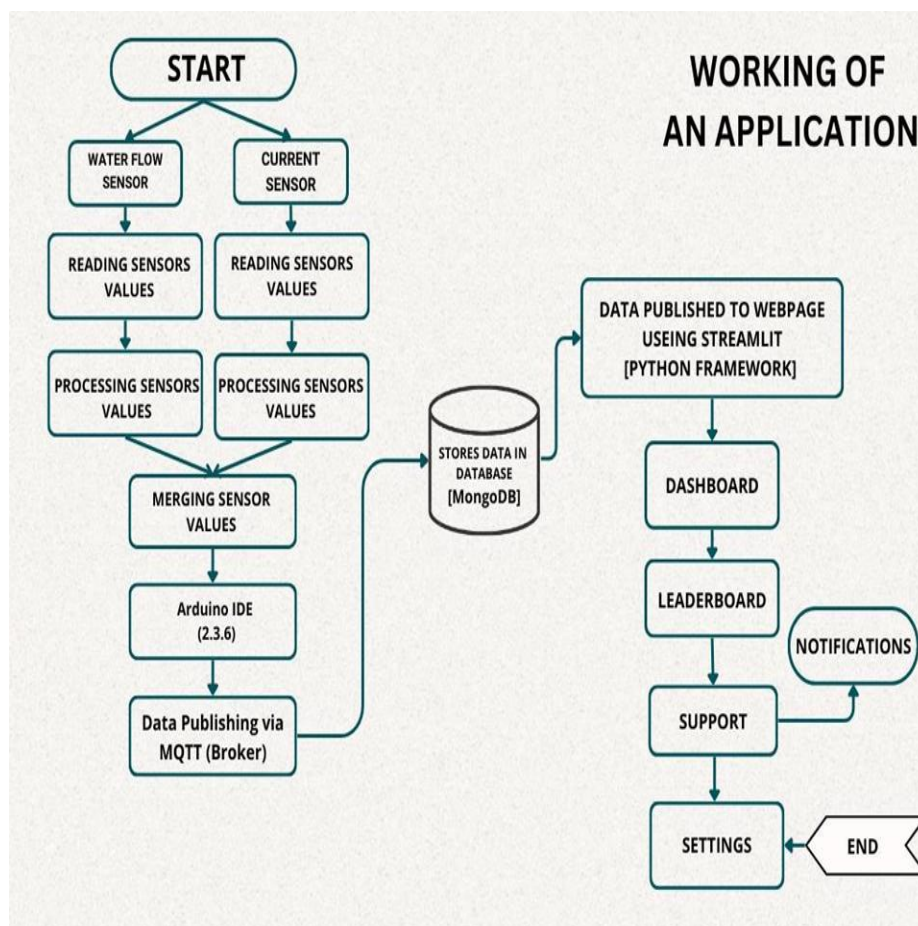 WORKING OF
AN APPLICATION
START
WATER FLOW
SENSOR
CURRENT
SENSOR
READING SENSORS
VALUES
READING SENSORS
VALUES
PROCESSING SENSORS
VALUES
PROCESSING SENSORS
VALUES
MERGING SENSOR
VALUES
Arduino IDE
(2.3.6)
Data Publishing via
MQTT (Broker)
STORES DATA IN
DATABASE
[MongoDB]
DATA PUBLISHED TO WEBPAGE
USEING STREAMLIT
[PYTHON FRAMEWORK]
DASHBOARD
LEADERBOARD
NOTIFICATIONS
SUPPORT
SETTINGS
END